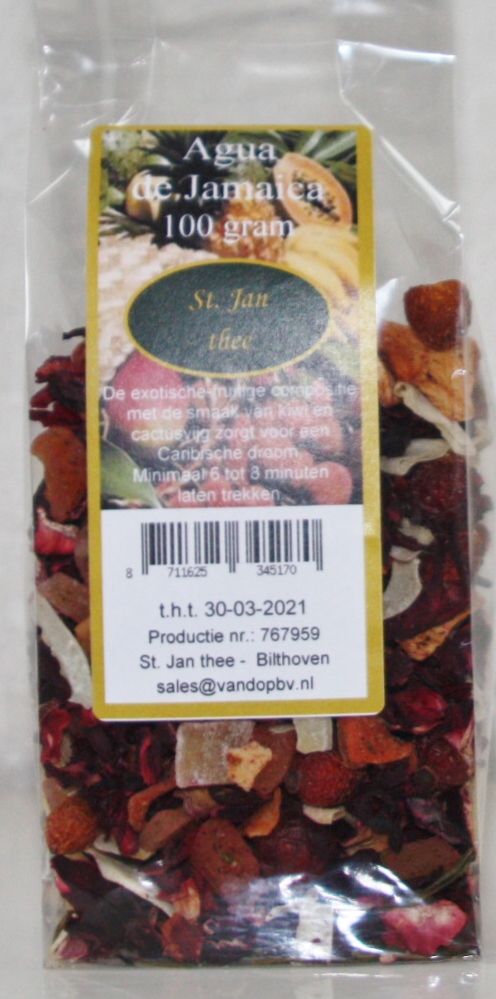 Agua
de Jamaica
100 gram
St. Jan
thee
De exotische fruitige compositie
met de smaak van kiwi en
cactusvijg zorgt voor een
Caribische droom.
Minimaal 6 tot 8 minuten
laten trekken
8 711625 345170
t.h.t. 30-03-2021
Productie nr.: 767959
St. Jan thee - Bilthoven
sales@vandopbv.nl